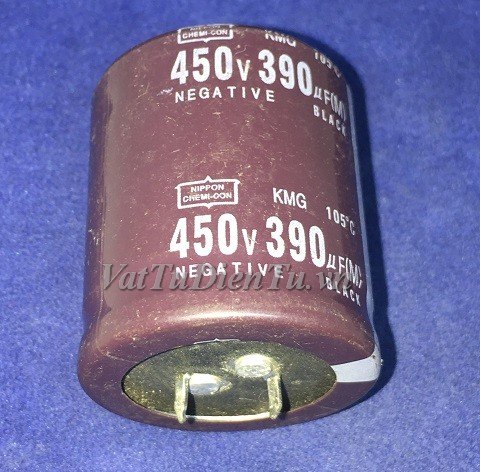 NIPPON
CHEMI-CON
KMG 105°C
450V 390μF(M)
NEGATIVE BLACK
NIPPON
CHEMI-CON
KMG 105°C
450V 390μF(M)
NEGATIVE BLACK
VatTuDienTu.vn